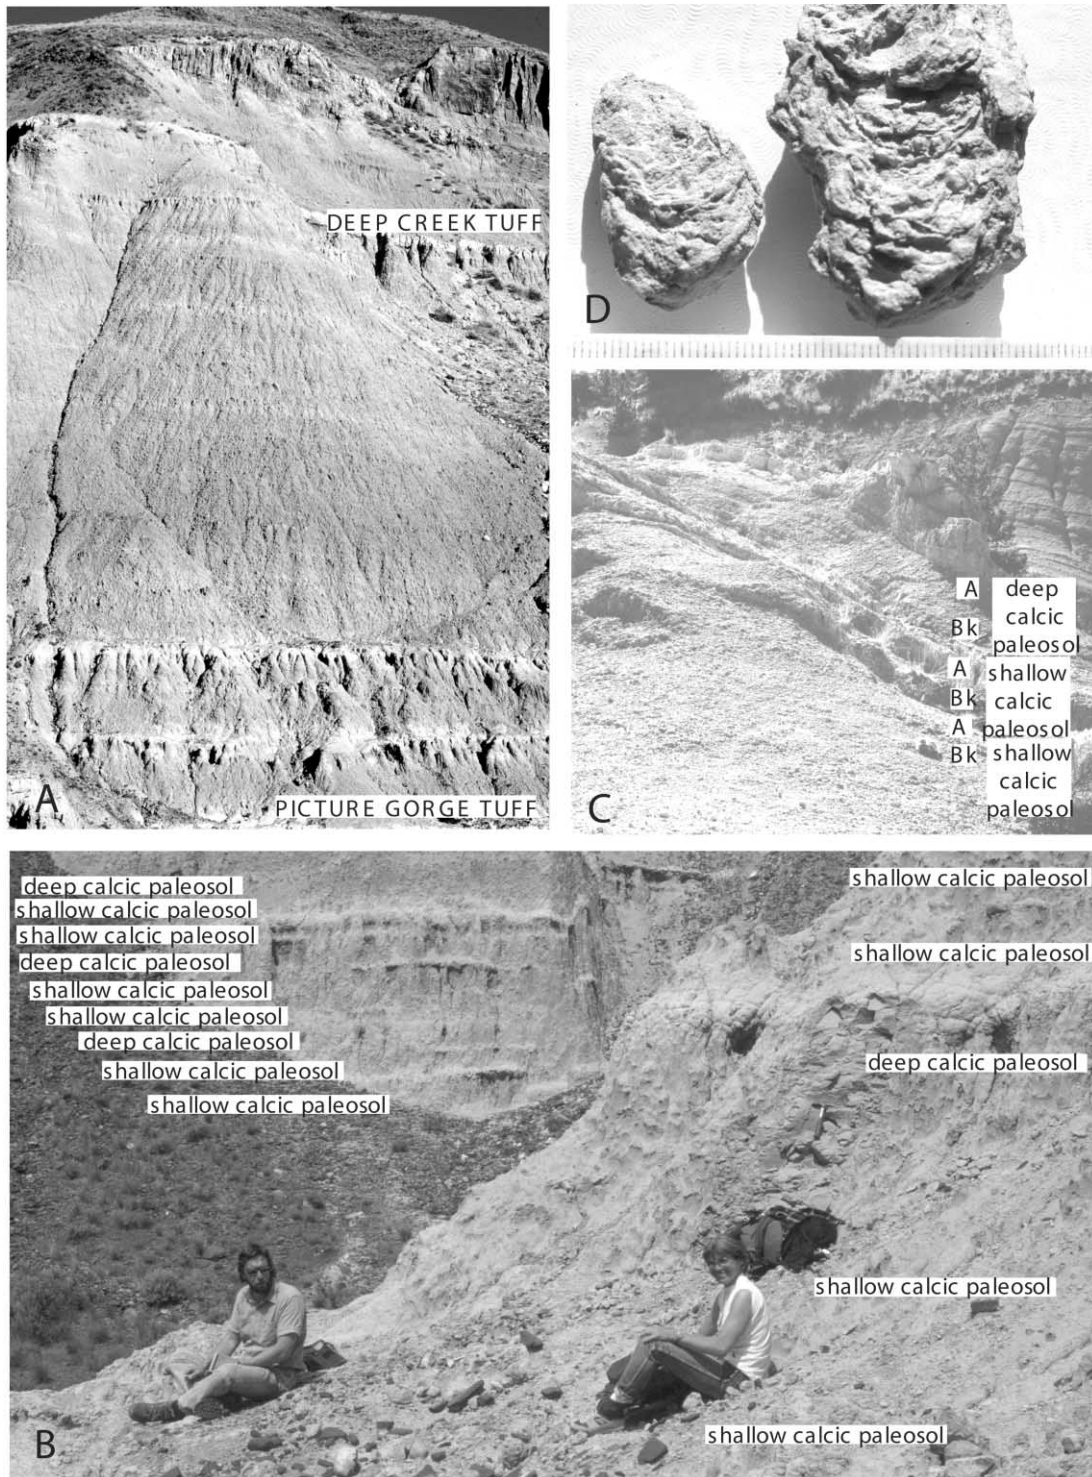 DEEP CREEK TUFF
PICTURE GORGE TUFF
A
D
A deep
calcic
Bk paleosol
A shallow
Bk calcic
A paleosol
Bk shallow
calcic
paleosol
C
deep calcic paleosol
shallow calcic paleosol
shallow calcic paleosol
deep calcic paleosol
shallow calcic paleosol
shallow calcic paleosol
deep calcic paleosol
shallow calcic paleosol
shallow calcic paleosol
shallow calcic paleosol
shallow calcic paleosol
deep calcic paleosol
shallow calcic paleosol
shallow calcic paleosol
B